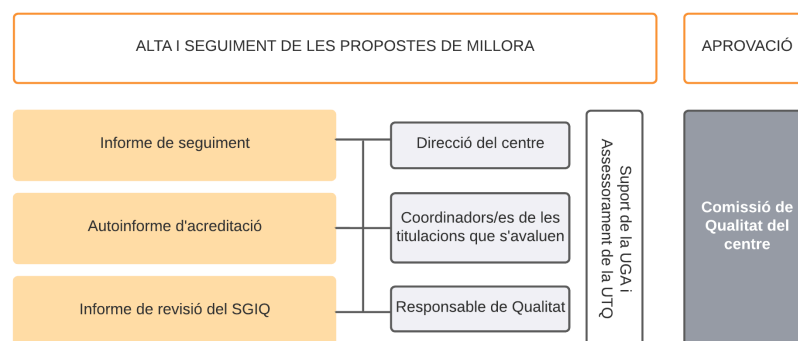 ALTA I SEGUIMENT DE LES PROPOSTES DE MILLORA
APROVACIÓ
Informe de seguiment
Direcció del centre
Autoinforme d'acreditació
Coordinadors/es de les
titulacions que s'avaluen
Informe de revisió del SGIQ
Responsable de Qualitat
Suport de la UGA i
Assessorament de la UTQ
Comissió de
Qualitat del
centre